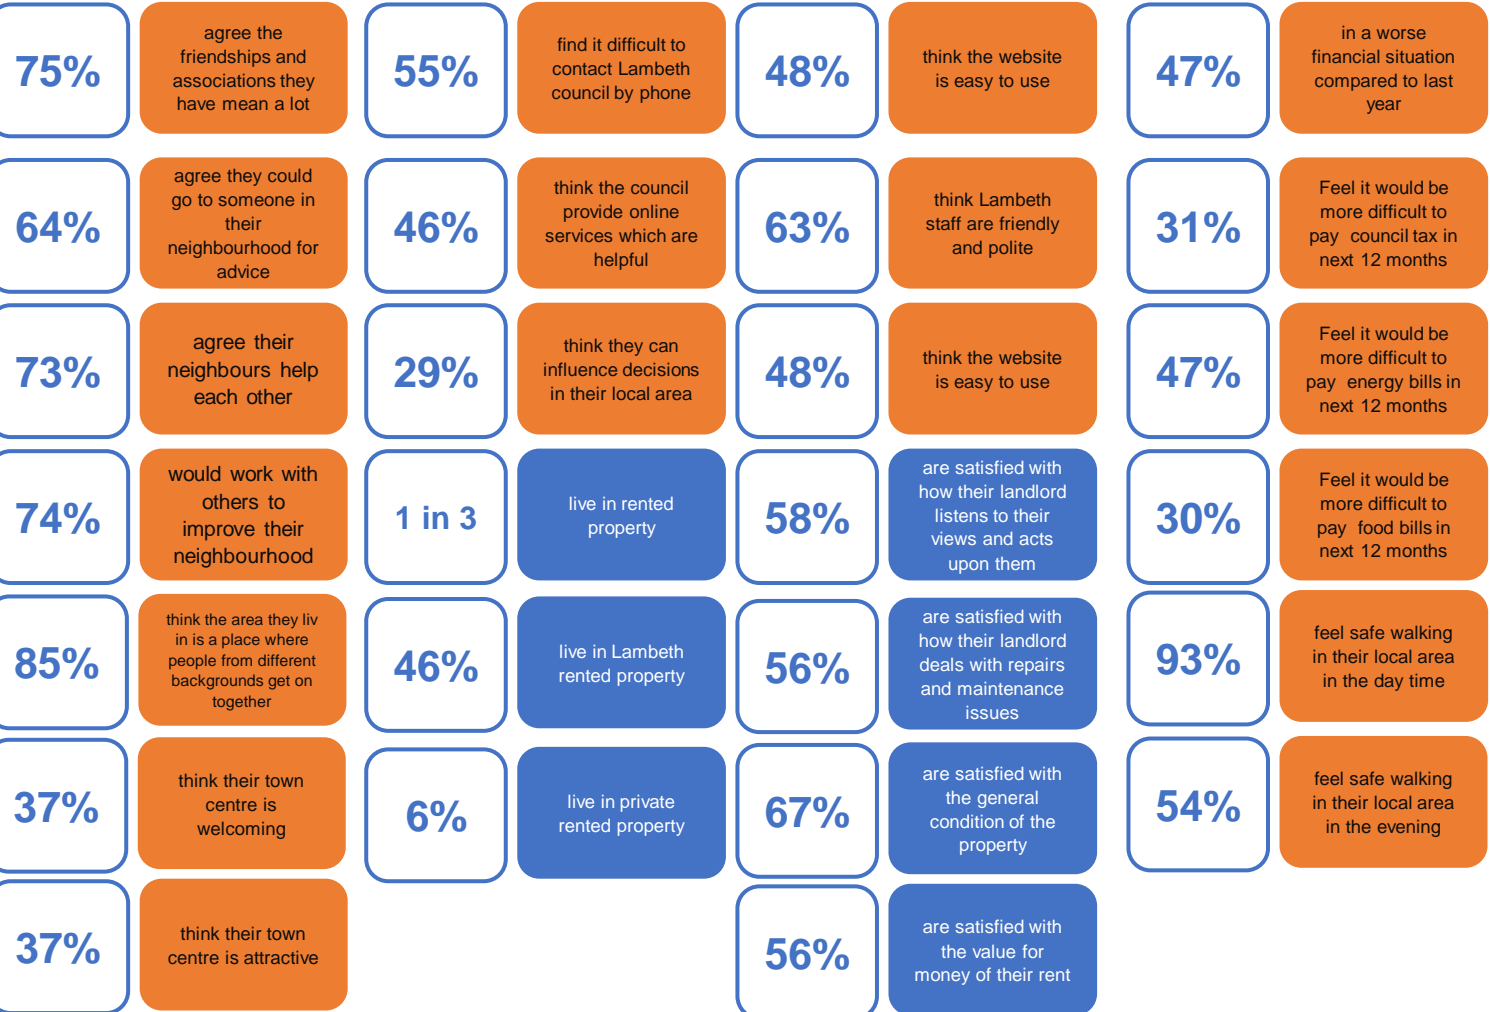 75%
agree the
friendships and
associations they
have mean a lot
55%
find it difficult to
contact Lambeth
council by phone
48%
think the website
is easy to use
47%
in a worse
financial situation
compared to last
year
64%
agree they could
go to someone in
their
neighbourhood for
advice
46%
think the council
provide online
services which are
helpful
63%
think Lambeth
staff are friendly
and polite
31%
Feel it would be
more difficult to
pay council tax in
next 12 months
73%
agree their
neighbours help
each other
29%
think they can
influence decisions
in their local area
48%
think the website
is easy to use
47%
Feel it would be
more difficult to
pay energy bills in
next 12 months
74%
would work with
others to
improve their
neighbourhood
1 in 3
live in rented
property
58%
are satisfied with
how their landlord
listens to their
views and acts
upon them
30%
Feel it would be
more difficult to
pay food bills in
next 12 months
85%
think the area they liv
in is a place where
people from different
backgrounds get on
together
46%
live in Lambeth
rented property
56%
are satisfied with
how their landlord
deals with repairs
and maintenance
issues
93%
feel safe walking
in their local area
in the day time
37%
think their town
centre is
welcoming
6%
live in private
rented property
67%
are satisfied with
the general
condition of the
property
54%
feel safe walking
in their local area
in the evening
37%
think their town
centre is attractive
56%
are satisfied with
the value for
money of their rent